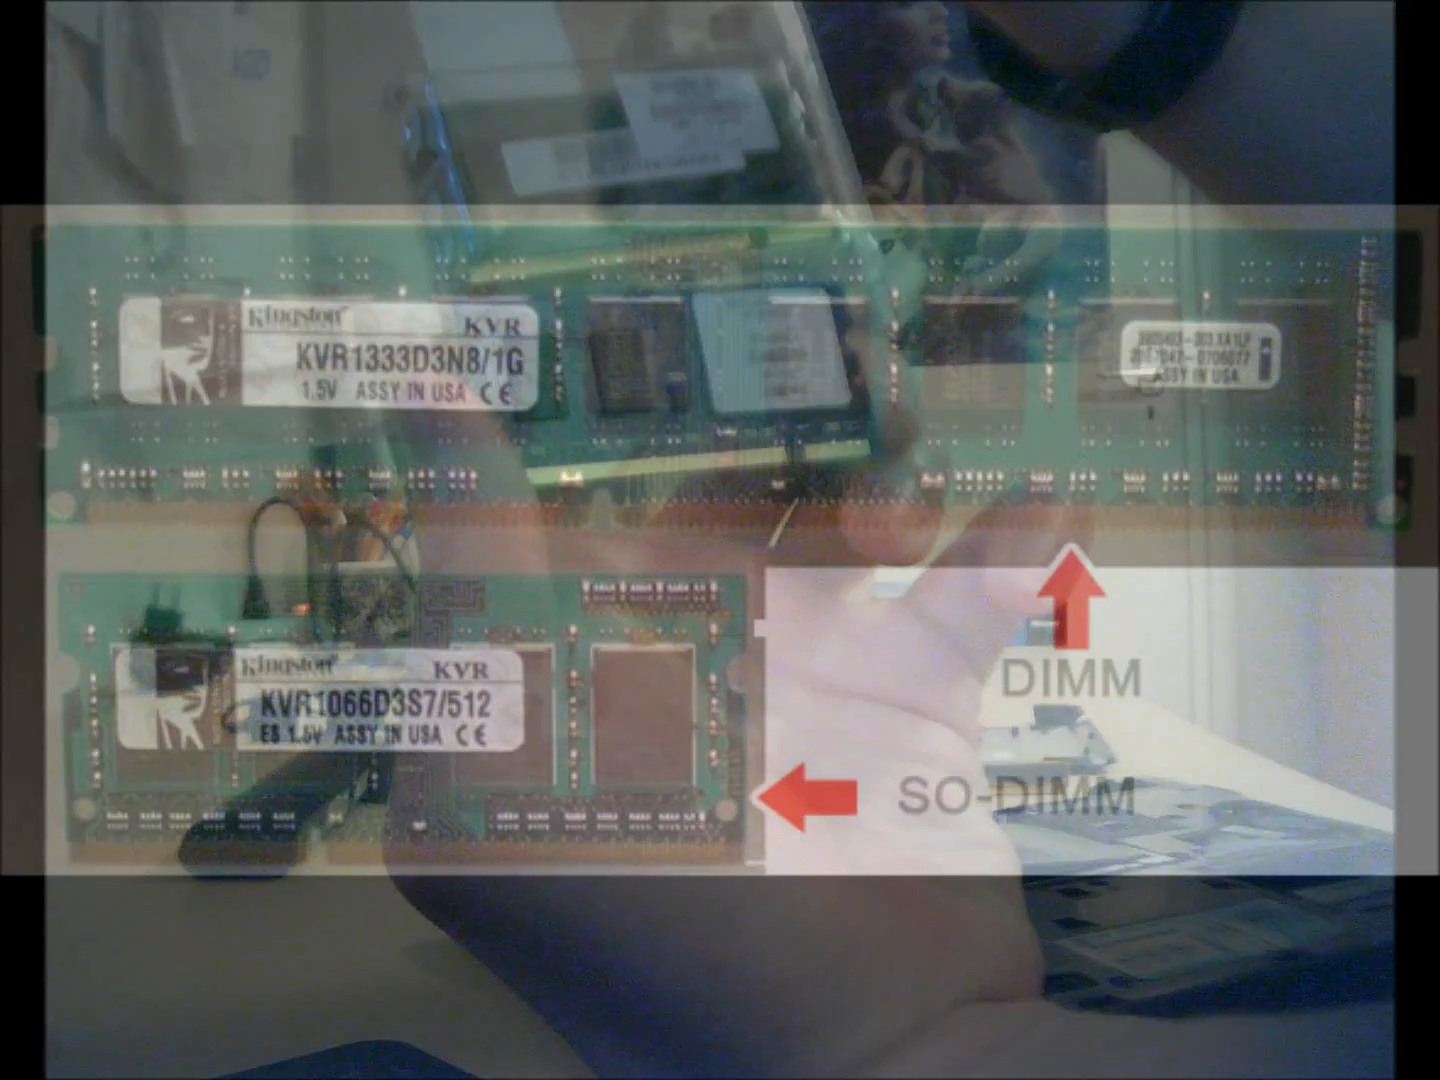 Kingston
KVR
KVR1333D3N8/1G
1.5V ASSY IN USA CE
ASSY IN USA
DIMM
Kingston
KVR
KVR1066D3S7/512
ES 1.5V ASSY IN USA CE
SO-DIMM